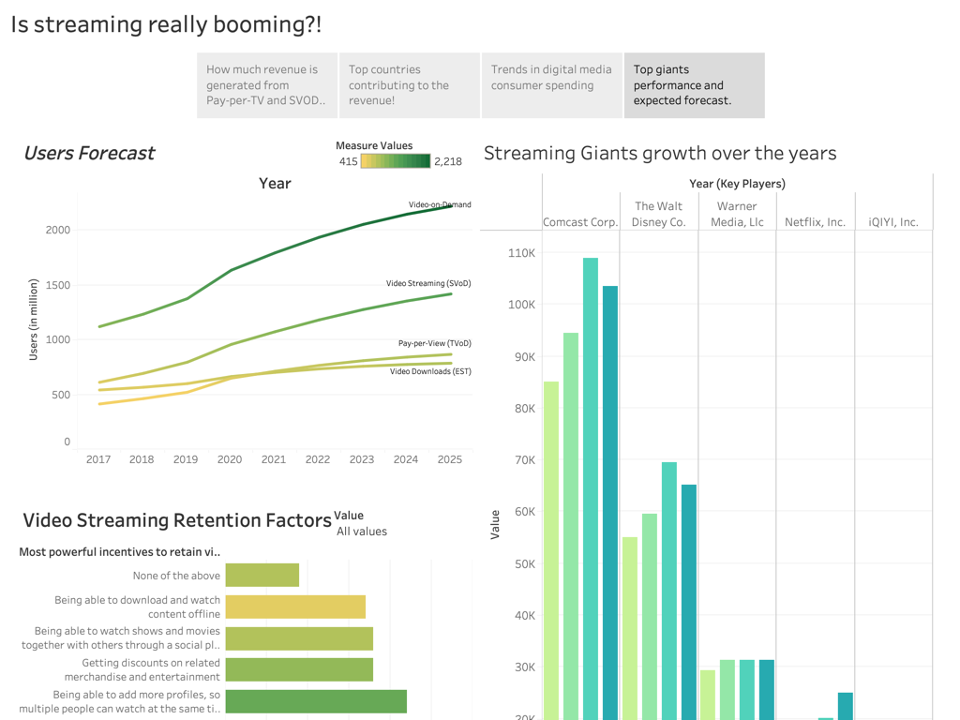 Is streaming really booming?!
How much revenue is
generated from
Pay-per-TV and SVOD..
Top countries
contributing to the
revenue!
Trends in digital media
consumer spending
Top giants
performance and
expected forecast.
Users Forecast
Measure Values
415
2,218
Year
Users (in million)
2000
1500
1000
500
0
Video-on-Demand
Video Streaming (SVoD)
Pay-per-View (TVoD)
Video Downloads (EST)
2017 2018 2019 2020 2021 2022 2023 2024 2025
Video Streaming Retention Factors
Value
All values
Most powerful incentives to retain vi..
None of the above
Being able to download and watch
content offline
Being able to watch shows and movies
together with others through a social pl..
Getting discounts on related
merchandise and entertainment
Being able to add more profiles, so
multiple people can watch at the same ti..
Streaming Giants growth over the years
Year (Key Players)
Comcast Corp.
The Walt
Disney Co.
Warner
Media, Llc
Netflix, Inc.
iQIYI, Inc.
Value
110K
100K
90K
80K
70K
60K
50K
40K
30K
20K